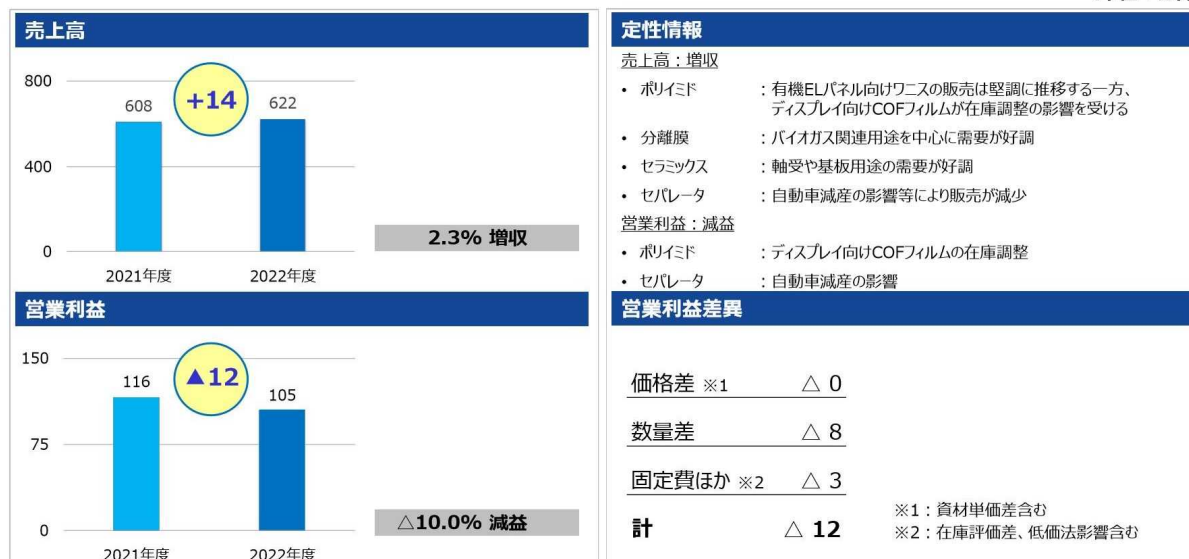 売上高
800
400
0
608
+14
622
2021年度
2022年度
2.3% 増収
営業利益
150
75
0
116
▲12
105
2021年度
2022年度
△10.0% 減益
定性情報
売上高：増収
• ポリイミド ：有機ELパネル向けワニスの販売は堅調に推移する一方、
ディスプレイ向けCOFフィルムが在庫調整の影響を受ける
• 分離膜 ：バイオガス関連用途を中心に需要が好調
• セラミックス ：軸受や基板用途の需要が好調
• セパレータ ：自動車減産の影響等により販売が減少
営業利益：減益
• ポリイミド ：ディスプレイ向けCOFフィルムの在庫調整
• セパレータ ：自動車減産の影響
営業利益差異
価格差 ※1 △ 0
数量差 △ 8
固定費ほか ※2 △ 3
計 △ 12
※1：資材単価差含む
※2：在庫評価差、低価法影響含む